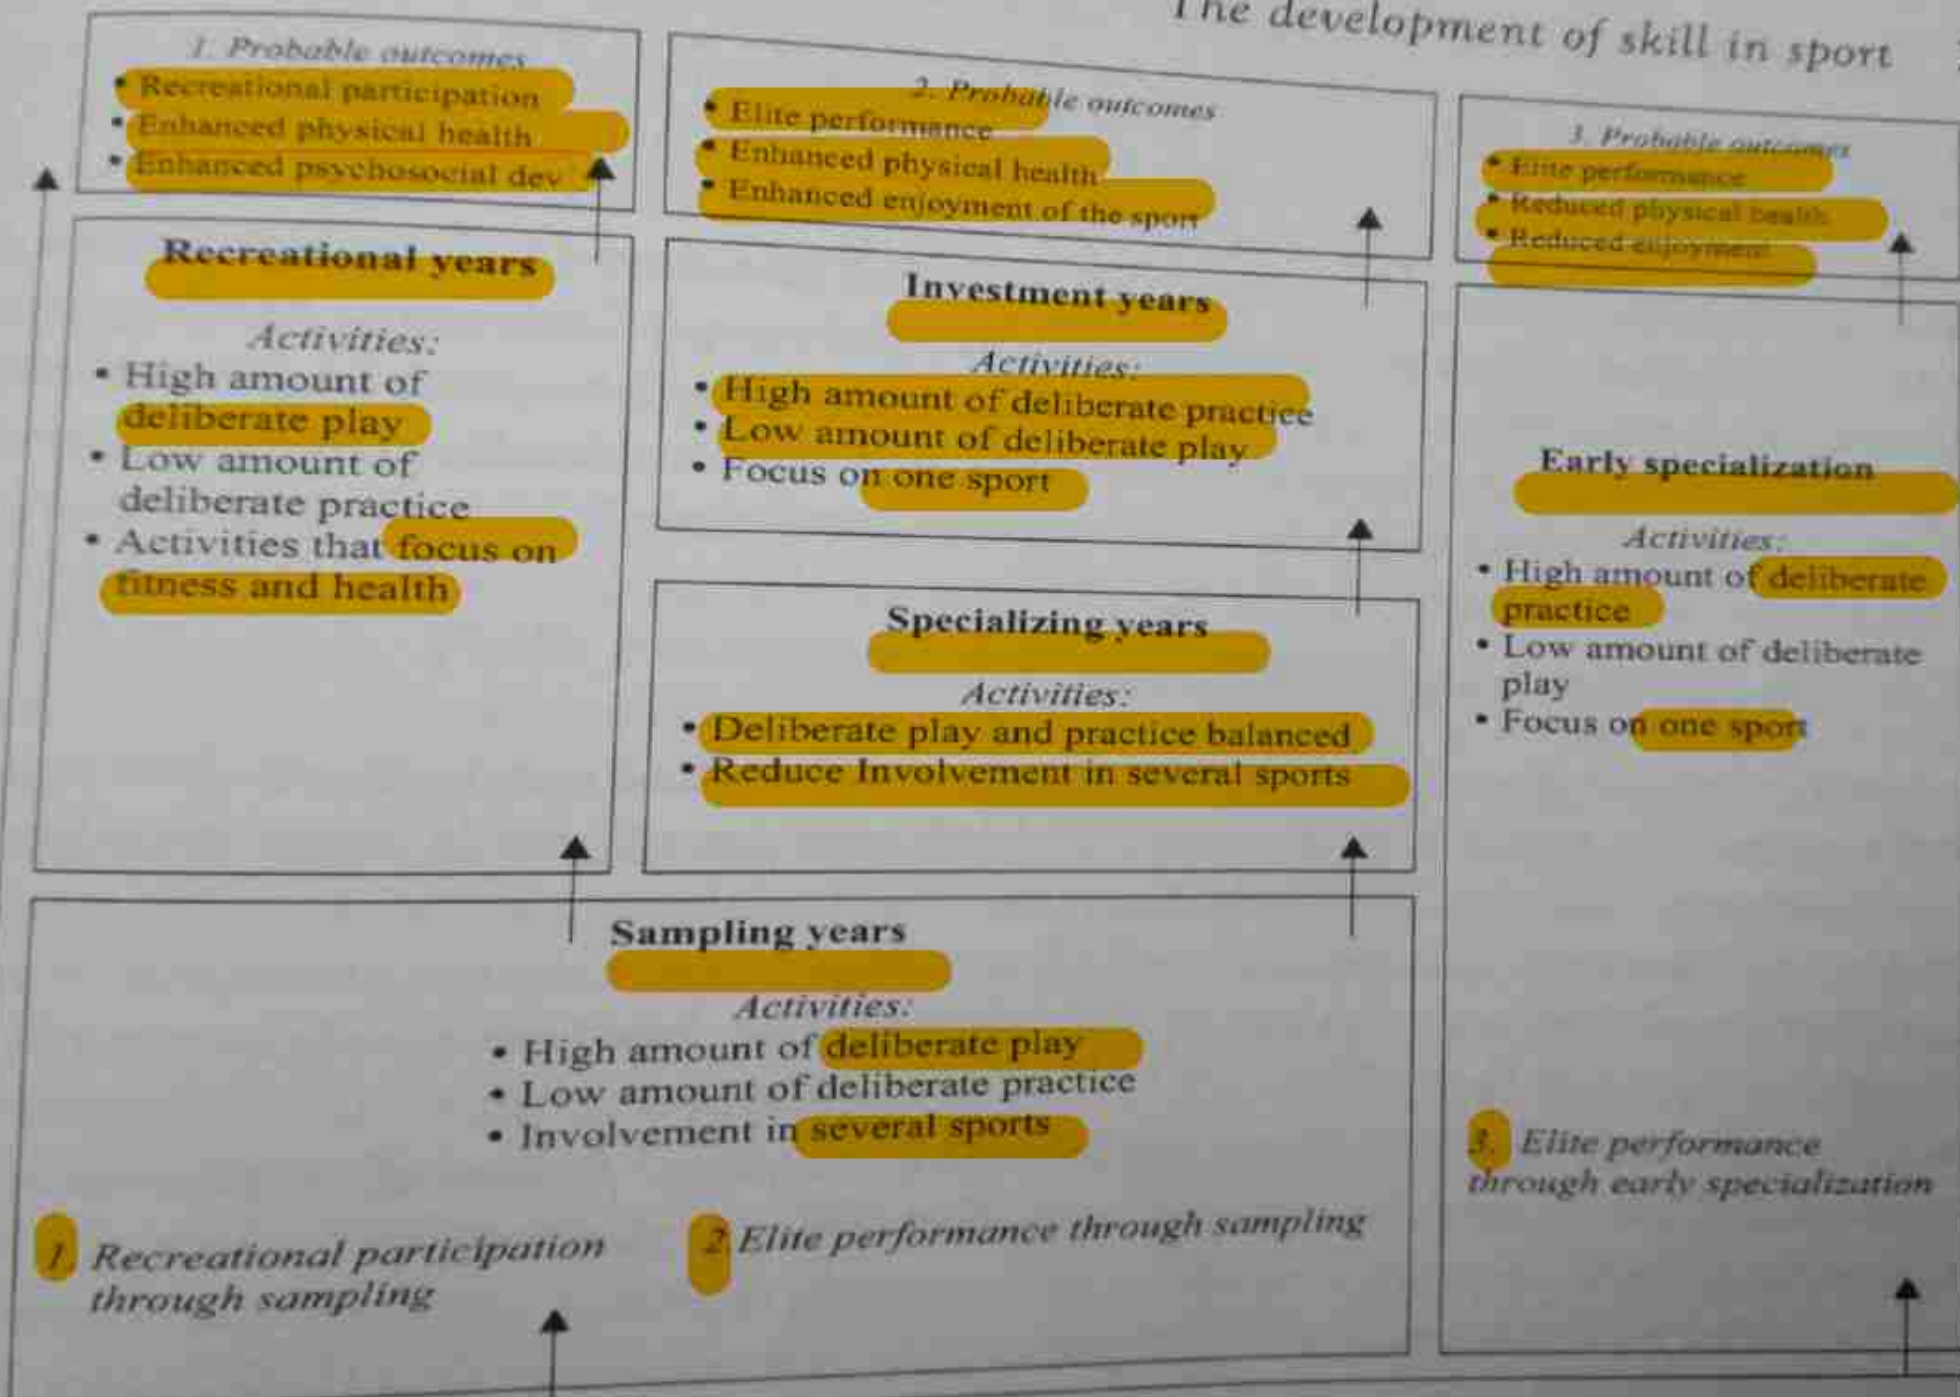 The development of skill in sport
1. Probable outcomes
• Recreational participation
• Enhanced physical health
• Enhanced psychosocial dev
2. Probable outcomes
• Elite performance
• Enhanced physical health
• Enhanced enjoyment of the sport
3. Probable outcomes
• Elite performance
• Reduced physical health
• Reduced enjoyment
Recreational years
Activities:
• High amount of
deliberate play
• Low amount of
deliberate practice
• Activities that focus on
fitness and health
Investment years
Activities:
• High amount of deliberate practice
• Low amount of deliberate play
• Focus on one sport
Specializing years
Activities:
• Deliberate play and practice balanced
• Reduce Involvement in several sports
Early specialization
Activities:
• High amount of deliberate
practice
• Low amount of deliberate
play
• Focus on one sport
Sampling years
Activities:
• High amount of deliberate play
• Low amount of deliberate practice
• Involvement in several sports
1. Recreational participation
through sampling
2 Elite performance through sampling
3. Elite performance
through early specialization